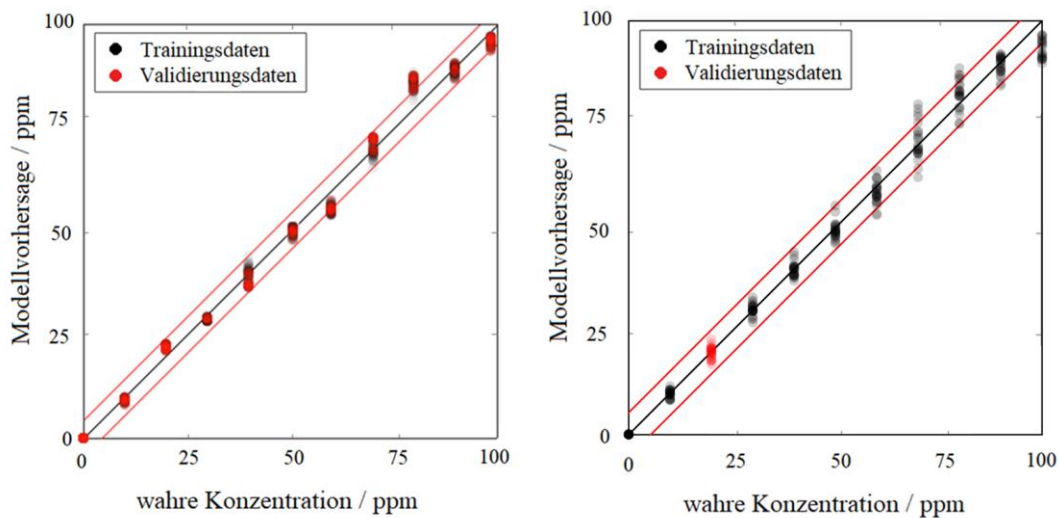 100
Trainingsdaten
Validierungsdaten
75
50
25
0
Modellvorhersage / ppm
0
25
50
75
100
wahre Konzentration / ppm
100
Trainingsdaten
Validierungsdaten
75
50
25
0
Modellvorhersage / ppm
0
25
50
75
100
wahre Konzentration / ppm